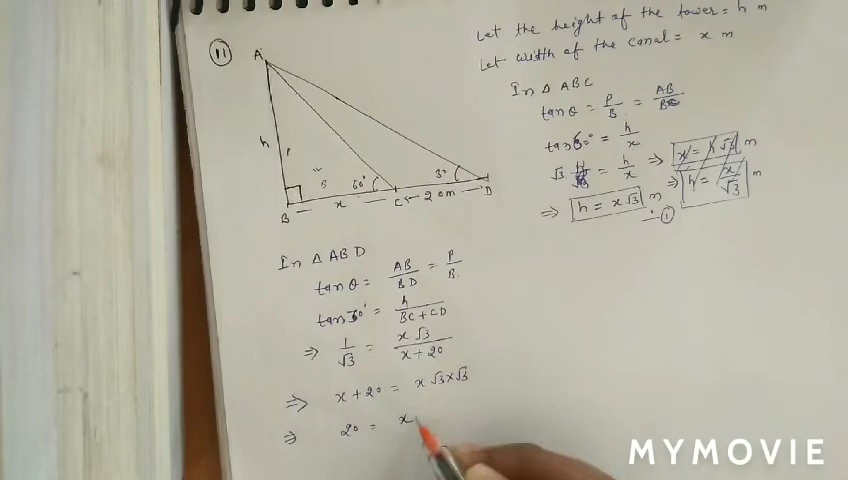 11
Let the height of the tower = h m
Let width of the canal = x m
A
h
P
B
60°
30°
B
x
C
20m
D
In Δ ABC
tanθ = P/B = AB/BC
tan60° = h/x
√3 = h/x ⇒ x = h√3 m
⇒ h = x/√3 m
⇒ h = x√3 m
— ①
In Δ ABD
tanθ = AB/BD = P/B
tan30° = h/BC+CD
⇒ 1/√3 = x√3/x+20
⇒ x+20 = x√3×√3
⇒ 20 = x
MYMOVIE